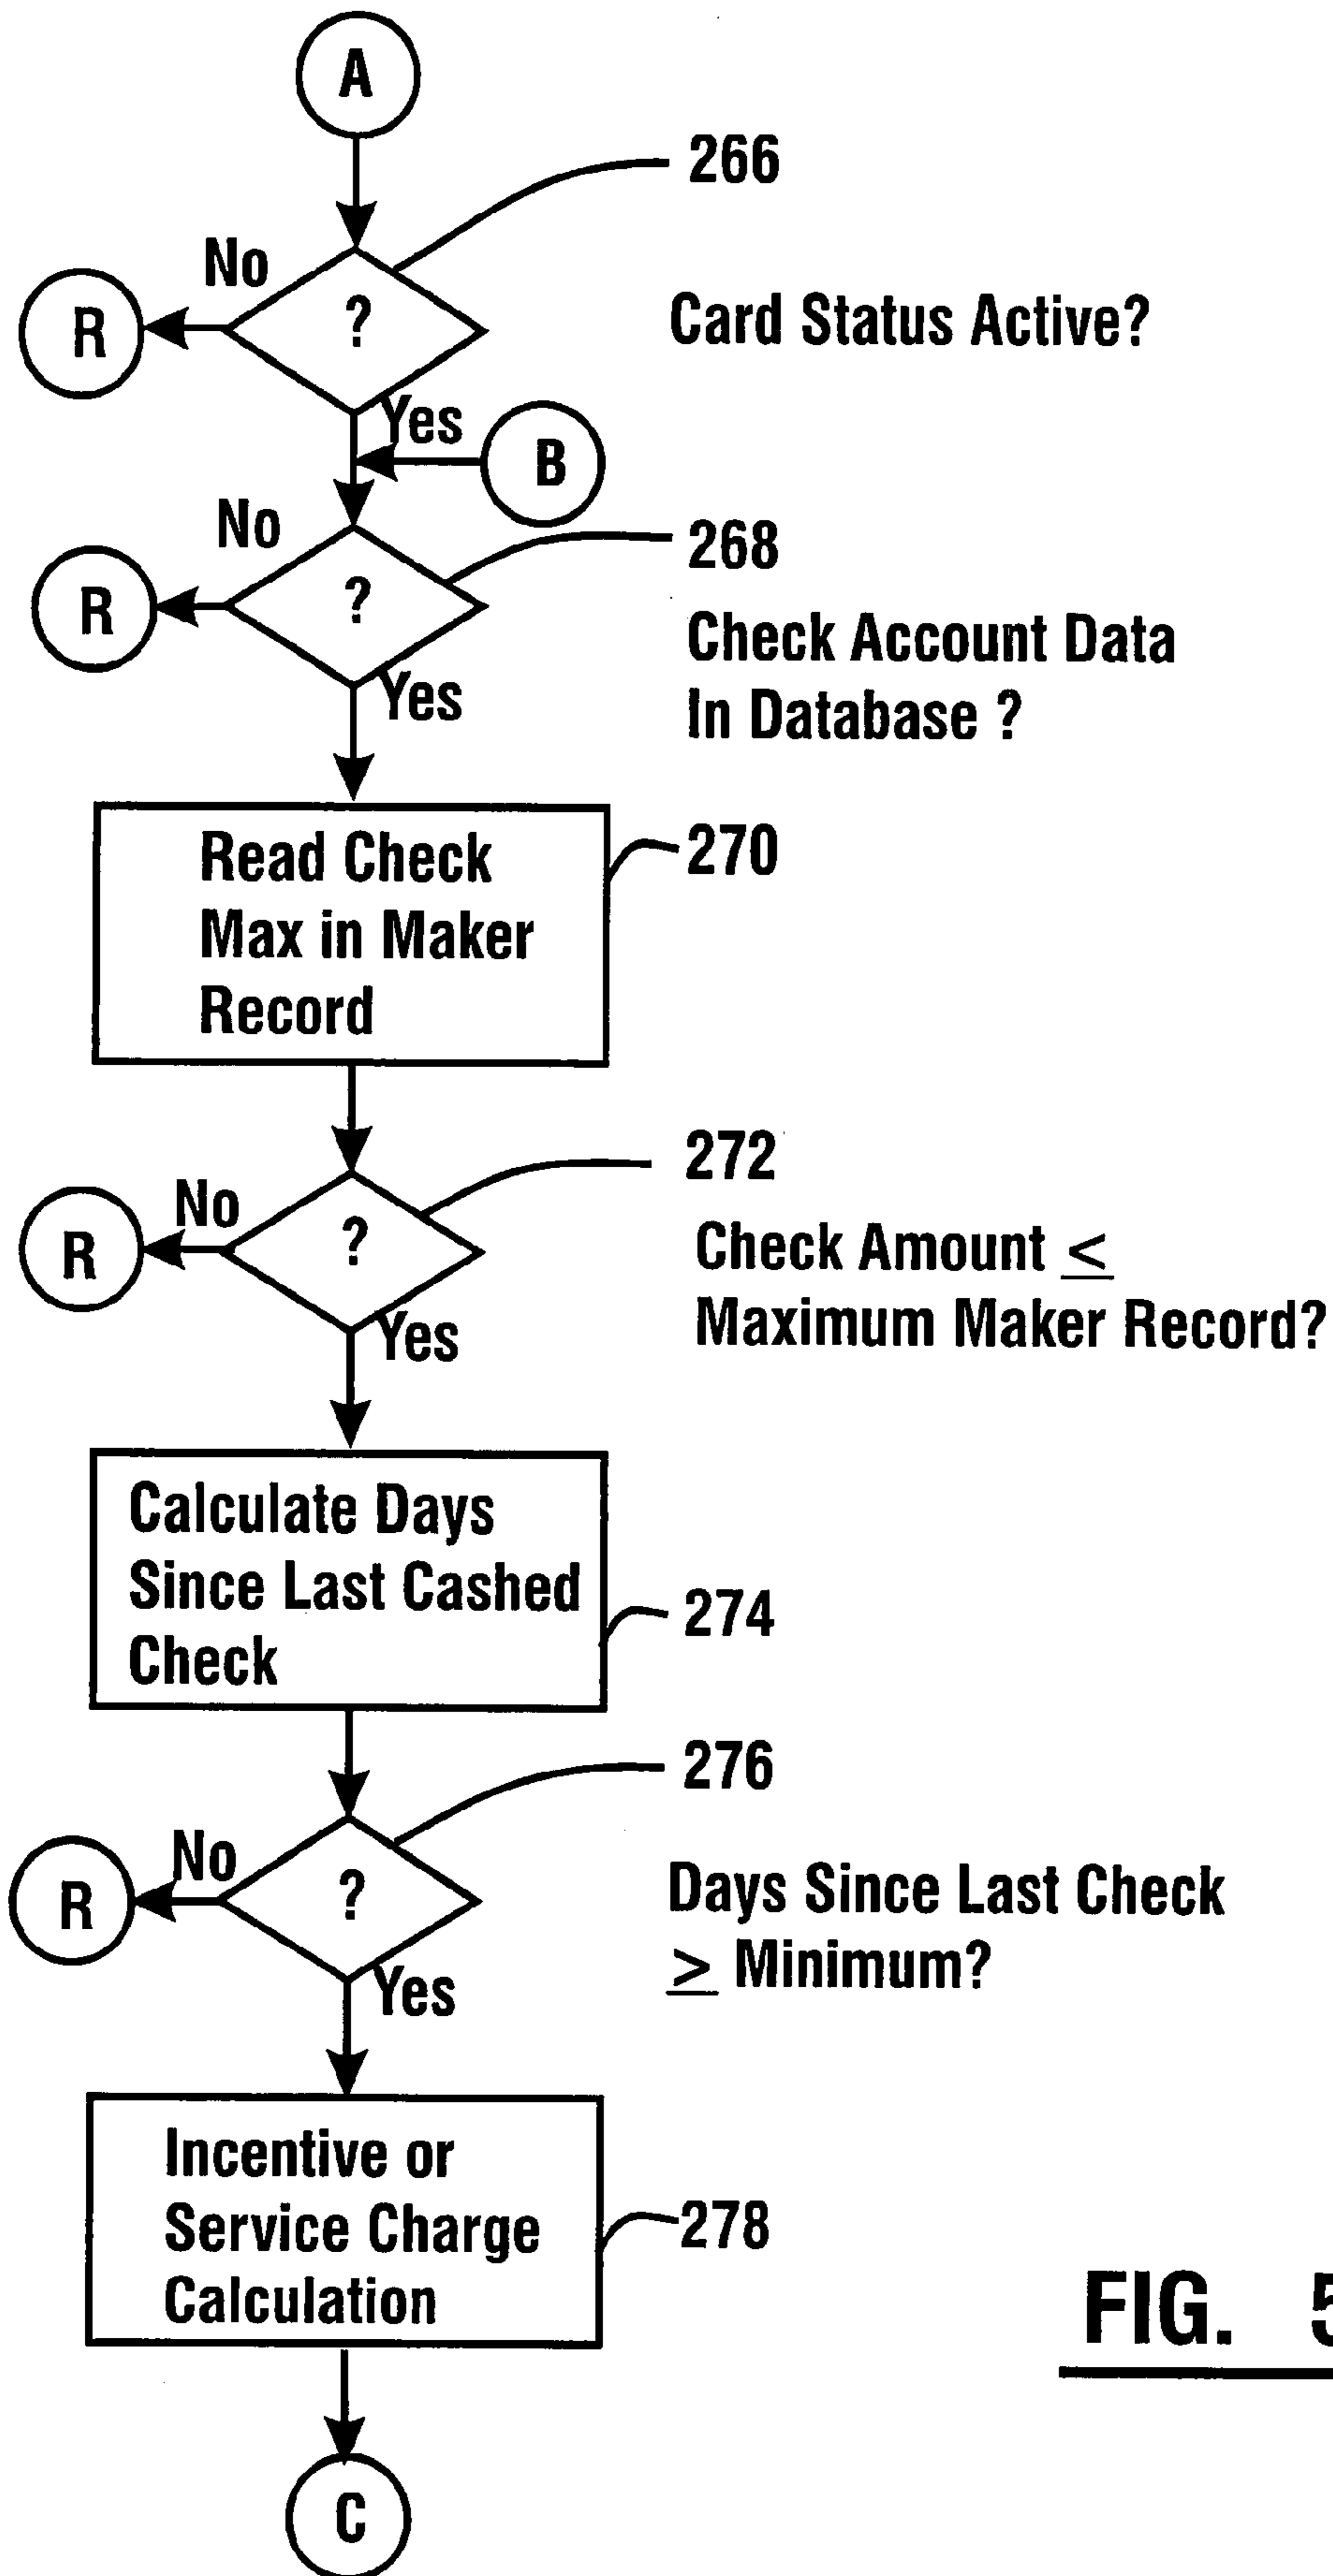 A
266
No
R
?
Card Status Active?
Yes
B
No
268
R
?
Check Account Data
In Database ?
Yes
Read Check
Max in Maker
Record
270
272
No
R
?
Check Amount ≤
Maximum Maker Record?
Yes
Calculate Days
Since Last Cashed
Check
274
276
No
R
?
Days Since Last Check
≥ Minimum?
Yes
Incentive or
Service Charge
Calculation
278
FIG.
C